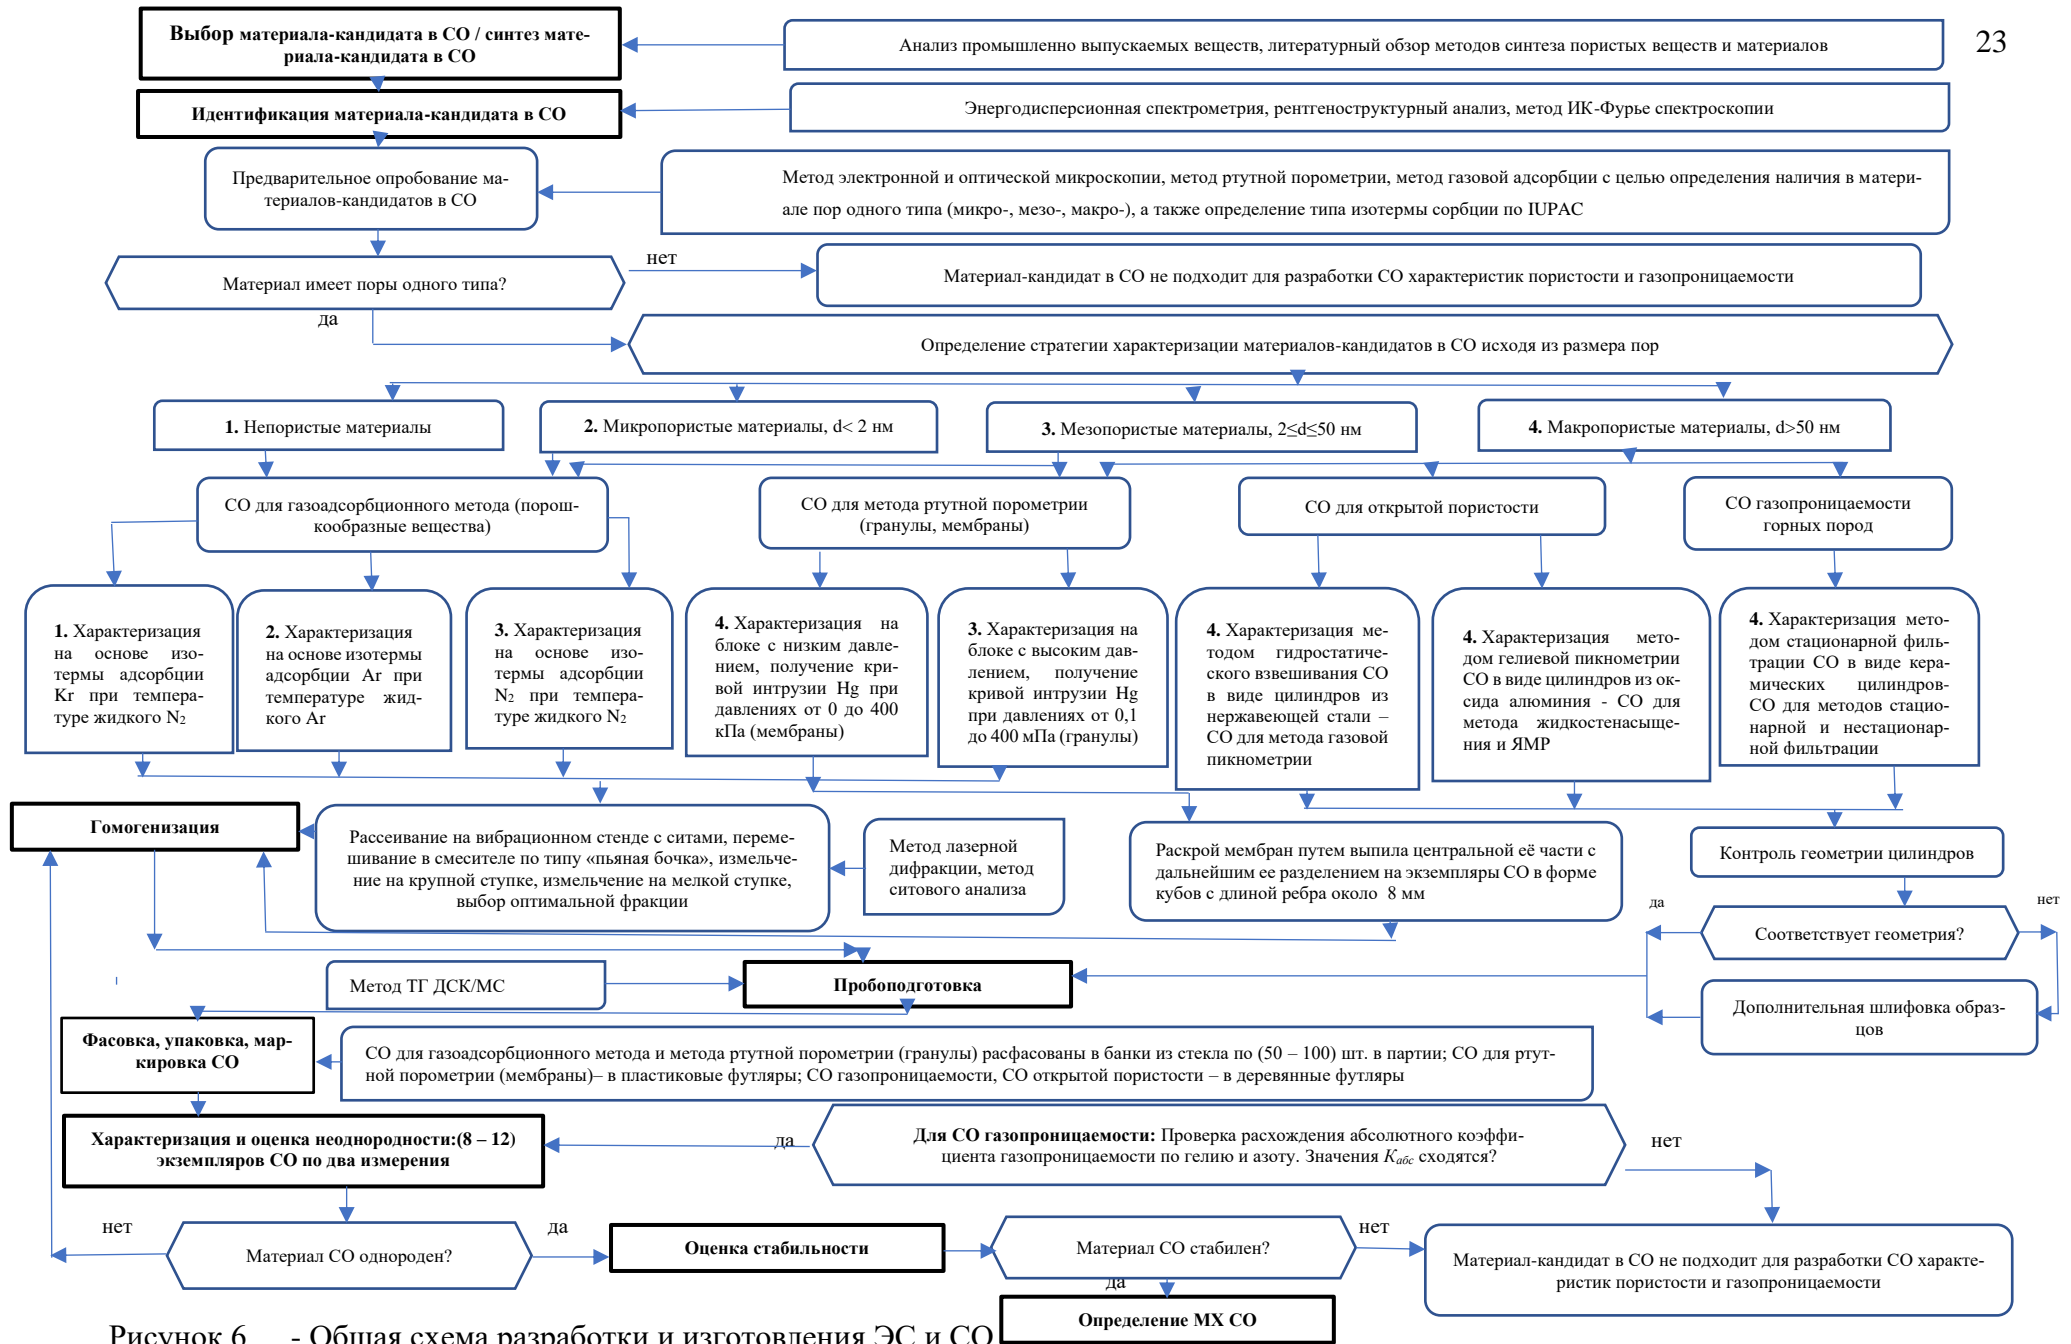 Выбор материала-кандидата в СО / синтез мате-
риала-кандидата в СО
Анализ промышленно выпускаемых веществ, литературный обзор методов синтеза пористых веществ и материалов
23
Идентификация материала-кандидата в СО
Энергодисперсионная спектрометрия, рентгеноструктурный анализ, метод ИК-Фурье спектроскопии
Предварительное опробование ма-
териалов-кандидатов в СО
Метод электронной и оптической микроскопии, метод ртутной порометрии, метод газовой адсорбции с целью определения наличия в матери-
але пор одного типа (микро-, мезо-, макро-), а также определение типа изотермы сорбции по IUPAC
Материал имеет поры одного типа?
нет
Материал-кандидат в СО не подходит для разработки СО характеристик пористости и газопроницаемости
да
Определение стратегии характеризации материалов-кандидатов в СО исходя из размера пор
1. Непористые материалы
2. Микропористые материалы, d< 2 нм
3. Мезопористые материалы, 2≤d≤50 нм
4. Макропористые материалы, d>50 нм
СО для газоадсорбционного метода (порош-
кообразные вещества)
СО для метода ртутной порометрии
(гранулы, мембраны)
СО для открытой пористости
СО газопроницаемости
горных пород
1. Характеризация
на основе изо-
термы адсорбции
Kr при темпера-
туре жидкого N2
2. Характеризация
на основе изотермы
адсорбции Ar при
температуре жид-
кого Ar
3. Характеризация
на основе изо-
термы адсорбции
N2 при темпера-
туре жидкого N2
4. Характеризация на
блоке с низким давле-
нием, получение кри-
вой интрузии Hg при
давлениях от 0 до 400
кПа (мембраны)
3. Характеризация на
блоке с высоким дав-
лением, получение
кривой интрузии Hg
при давлениях от 0,1
до 400 мПа (гранулы)
4. Характеризация ме-
тодом гидростатиче-
ского взвешивания СО
в виде цилиндров из
нержавеющей стали –
СО для метода газовой
пикнометрии
4. Характеризация мето-
дом гелиевой пикнометрии
СО в виде цилиндров из ок-
сида алюминия - СО для
метода жидкостенасыще-
ния и ЯМР
4. Характеризация мето-
дом стационарной филь-
трации СО в виде кера-
мических цилиндров-
СО для методов стацио-
нарной и нестационар-
ной фильтрации
Гомогенизация
Рассеивание на вибрационном стенде с ситами, переме-
шивание в смесителе по типу «пьяная бочка», измельче-
ние на крупной ступке, измельчение на мелкой ступке,
выбор оптимальной фракции
Метод лазерной
дифракции, метод
ситового анализа
Раскрой мембран путем выпила центральной её части с
дальнейшим ее разделением на экземпляры СО в форме
кубов с длиной ребра около 8 мм
Контроль геометрии цилиндров
да
нет
Соответствует геометрия?
Метод ТГ ДСК/МС
Пробоподготовка
Дополнительная шлифовка образ-
цов
Фасовка, упаковка, мар-
кировка СО
СО для газоадсорбционного метода и метода ртутной порометрии (гранулы) расфасованы в банки из стекла по (50 – 100) шт. в партии; СО для ртут-
ной порометрии (мембраны)– в пластиковые футляры; СО газопроницаемости, СО открытой пористости – в деревянные футляры
Характеризация и оценка неоднородности:(8 – 12)
экземпляров СО по два измерения
да
Для СО газопроницаемости: Проверка расхождения абсолютного коэффи-
циента газопроницаемости по гелию и азоту. Значения Kабс сходятся?
нет
нет
Материал СО однороден?
да
Оценка стабильности
Материал СО стабилен?
нет
Материал-кандидат в СО не подходит для разработки СО характе-
ристик пористости и газопроницаемости
да
Определение МХ СО
Рисунок 6 - Общая схема разработки и изготовления ЭС и СО